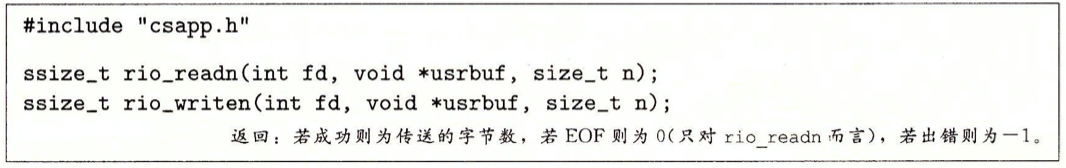 #include "csapp.h"
ssize_t rio_readn(int fd, void *usrbuf, size_t n);
ssize_t rio_writen(int fd, void *usrbuf, size_t n);
返回：若成功则为传送的字节数，若 EOF 则为 0(只对 rio_readn 而言)，若出错则为-1。